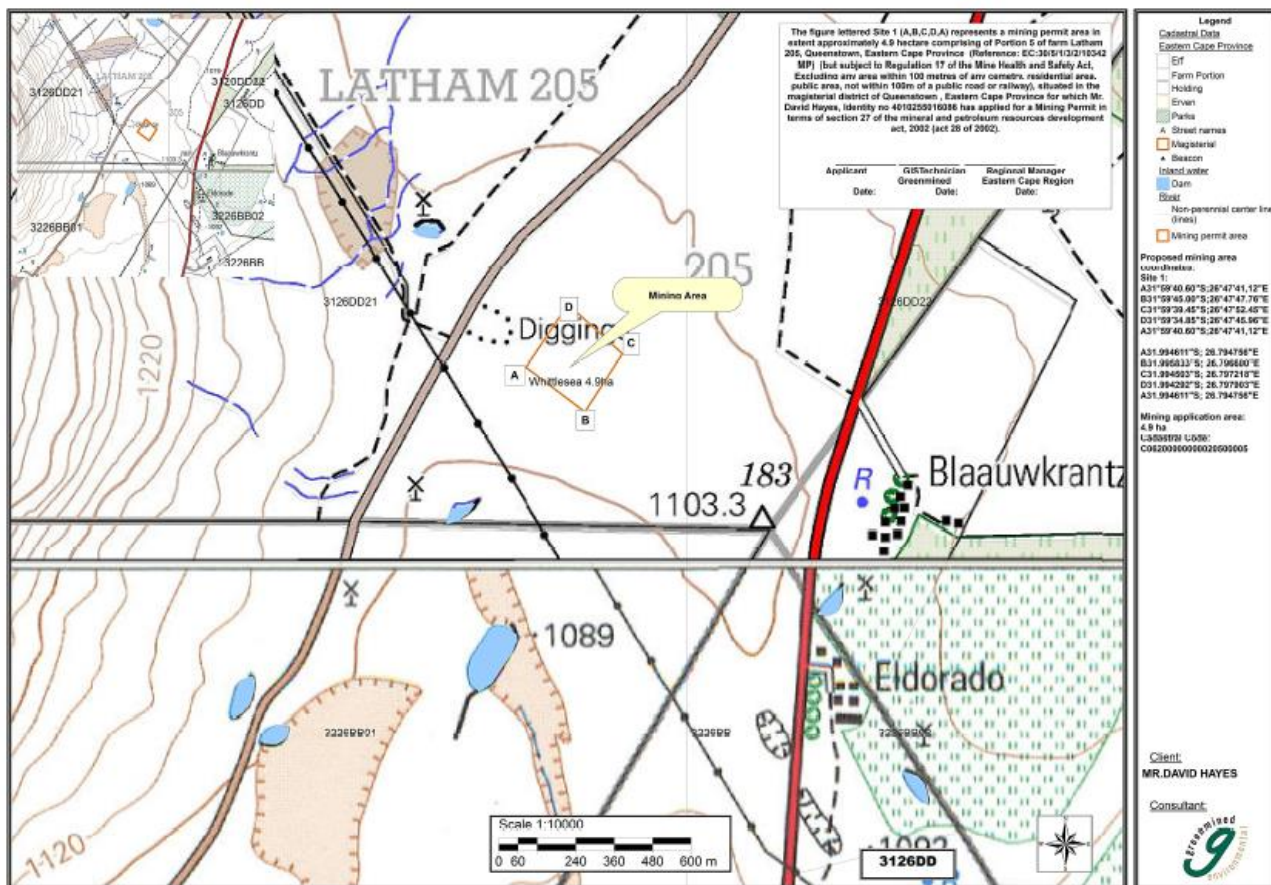 LATHAM 205
3126DD21
3120DD22
3126DD
LATHAM 205
1089
3226BB02
3226BB01
3226BB
The figure lettered Site 1 (A,B,C,D,A) represents a mining permit area in
extent approximately 4.9 hectare comprising of Portion 5 of farm Latham
205, Queenstown, Eastern Cape Province (Reference: EC:30/5/1/3/2/10342
MP) (but subject to Regulation 17 of the Mine Health and Safety Act,
Excluding any area within 100 metres of any cemetry, residential area,
public area, not within 100m of a public road or railway), situated in the
magisterial district of Queenstown , Eastern Cape Province for which Mr.
David Hayes, Identity no 4010255016086 has applied for a Mining Permit in
terms of section 27 of the mineral and petroleum resources development
act, 2002 (act 28 of 2002).
Applicant GISTechnician Regional Manager
Greenmined Eastern Cape Region
Date: Date: Date:
205
Mining Area
3126DD21
3126DD22
D
Digging
C
A
Whittlesea 4.9ha
B
1220
183
1103.3
R
Blaauwkrantz
1089
Eldorado
3226BB01
3226BB
3226BB02
1120
Scale 1:10000
0 60 240 360 480 600 m
3126DD
1092
R
Legend
Cadastral Data
Eastern Cape Province
Erf
Farm Portion
Holding
Erven
Parks
A Street names
Magisterial
Beacon
Inland water
Dam
River
Non-perennial center line
(lines)
Mining permit area
Proposed mining area
coordinates:
Site 1:
A31°59'40.60"S;26°47'41,12"E
B31°59'45.00"S;26°47'47.76"E
C31°59'39.45"S;26°47'52.45"E
D31°59'34.85"S;26°47'45.96"E
A31°59'40.60"S;26°47'41,12"E
A31.994611°S; 26.794756°E
B31.995833°S; 26.796600°E
C31.994503°S; 26.797218°E
D31.994292°S; 26.797903°E
A31.994611°S; 26.794756°E
Mining application area:
4.9 ha
Cadastral Code:
C06200000000020500005
Client:
MR.DAVID HAYES
Consultant:
greenmined
g
environmental